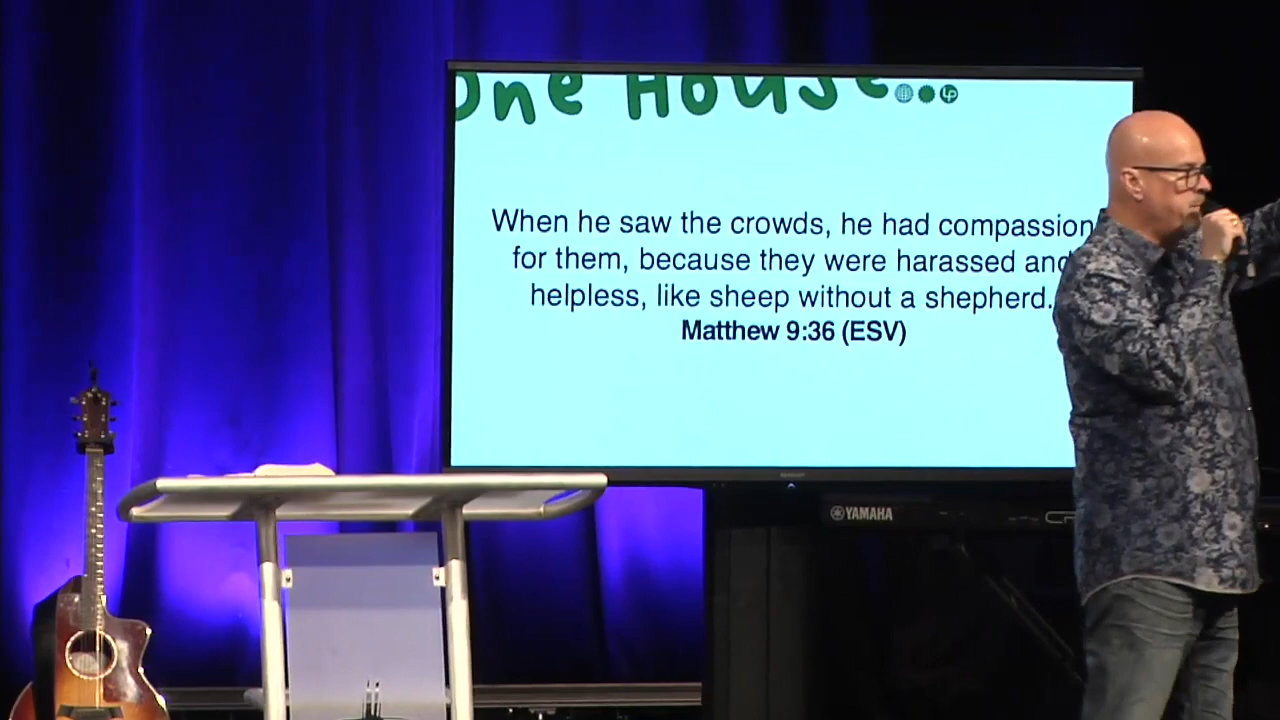 One House...
LP
When he saw the crowds, he had compassion
for them, because they were harassed and
helpless, like sheep without a shepherd.
Matthew 9:36 (ESV)
YAMAHA